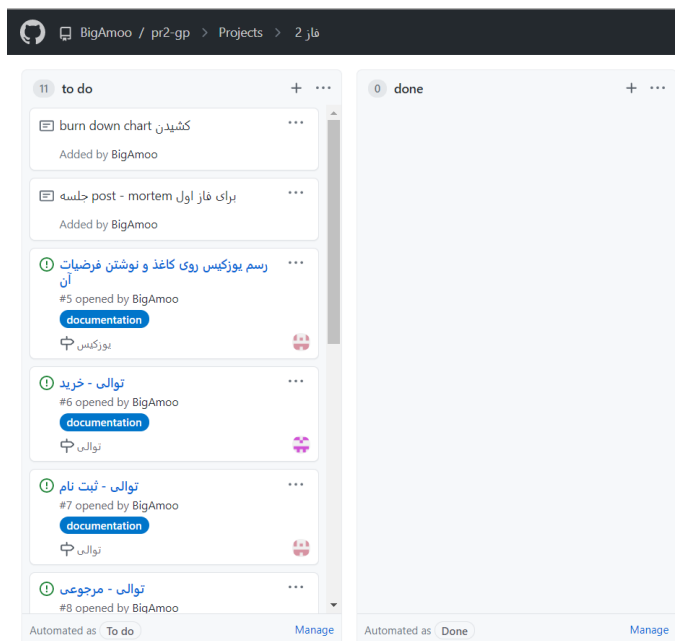 BigAmoo / pr2-gp > Projects > فاز 2
11 to do
کشیدن burn down chart
Added by BigAmoo
جلسه post - mortem برای فاز اول
Added by BigAmoo
رسم یوزکیس روی کاغذ و نوشتن فرضیات
آن
#5 opened by BigAmoo
documentation
یوزکیس
توالی - خرید
#6 opened by BigAmoo
documentation
توالی
توالی - ثبت نام
#7 opened by BigAmoo
documentation
توالی
توالی - مرجوعی
#8 opened by BigAmoo
Automated as To do Manage
0 done
Automated as Done Manage